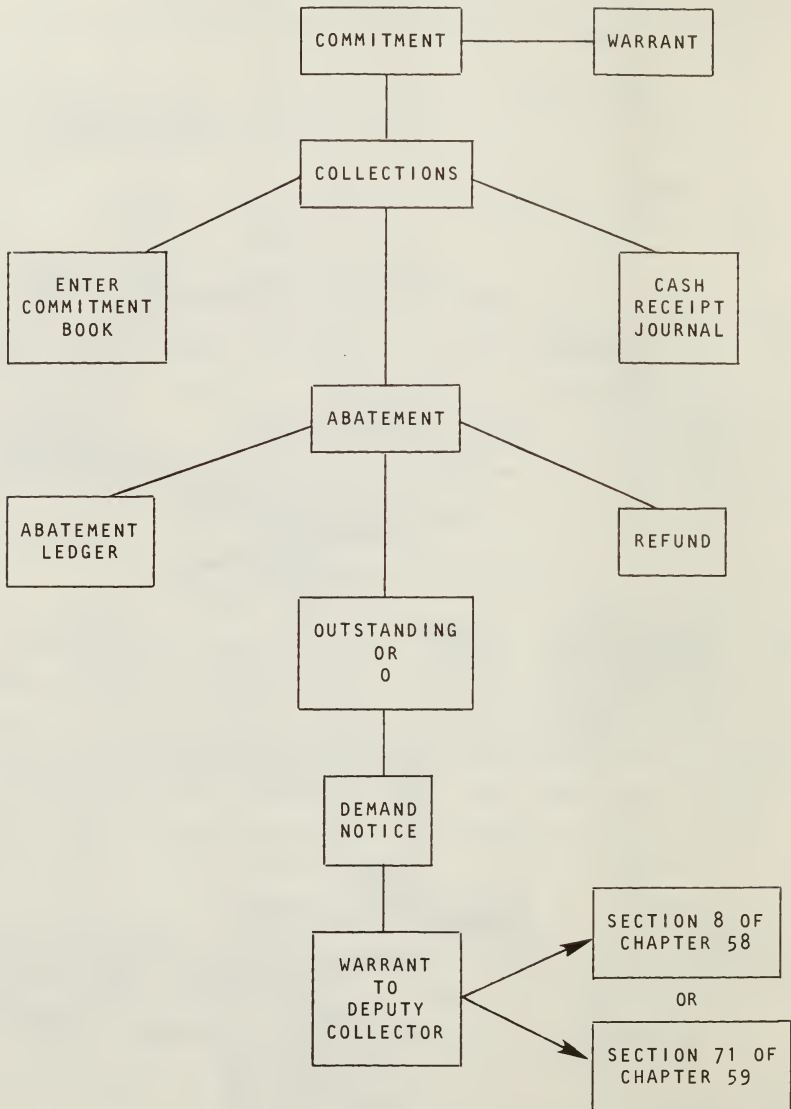 COMMITMENT
WARRANT
COLLECTIONS
ENTER
COMMITMENT
BOOK
CASH
RECEIPT
JOURNAL
ABATEMENT
ABATEMENT
LEDGER
REFUND
OUTSTANDING
OR
O
DEMAND
NOTICE
WARRANT
TO
DEPUTY
COLLECTOR
SECTION 8 OF
CHAPTER 58
OR
SECTION 71 OF
CHAPTER 59